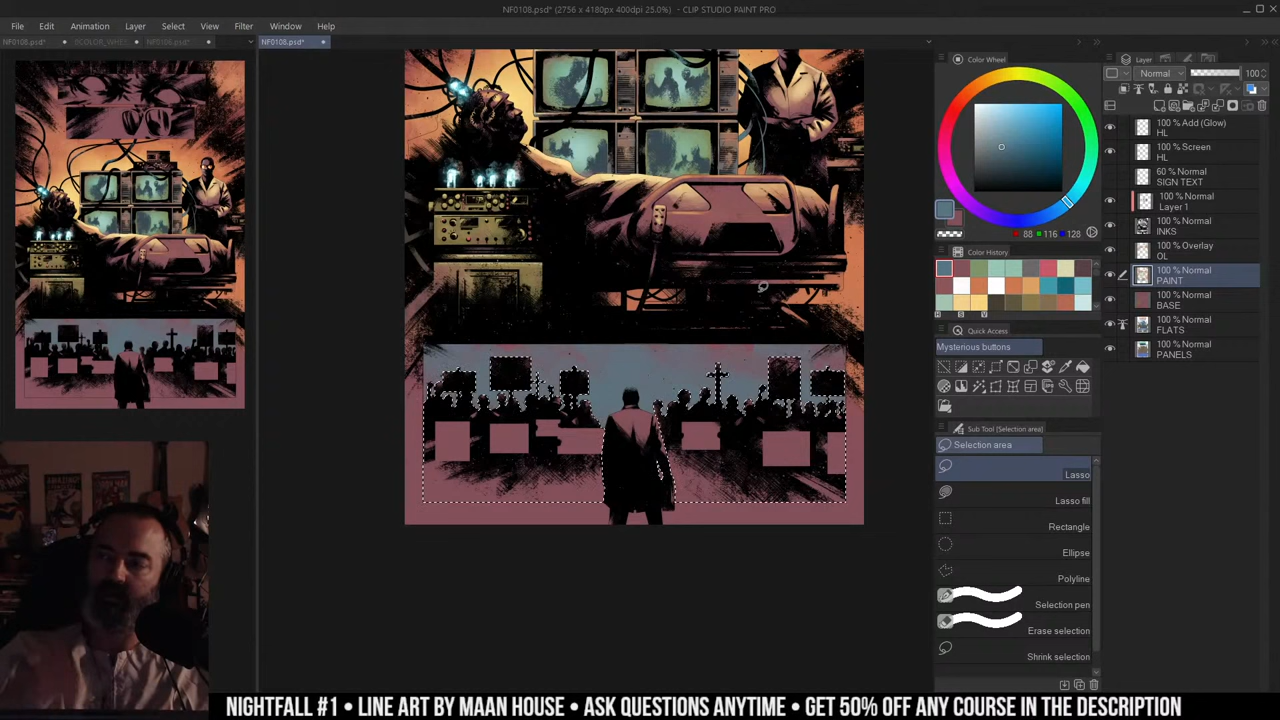 NF0108.psd* (2756 x 4180px 400dpi 25.0%) - CLIP STUDIO PAINT PRO
File Edit Animation Layer Select View Filter Window Help
NF0108.psd*
NF0108.psd*
Color Wheel
88 116 128
Color History
H S V
Quick Access
Mysterious buttons
Sub Tool [Selection area]
Selection area
Lasso
Lasso fill
Rectangle
Ellipse
Polyline
Selection pen
Erase selection
Shrink selection
Layer
Normal 100
100 % Add (Glow)
HL
100 % Screen
HL
60 % Normal
SIGN TEXT
100 % Normal
Layer 1
100 % Normal
INKS
100 % Overlay
OL
100 % Normal
PAINT
100 % Normal
BASE
100 % Normal
FLATS
100 % Normal
PANELS
NIGHTFALL #1 • LINE ART BY MAAN HOUSE • ASK QUESTIONS ANYTIME • GET 50% OFF ANY COURSE IN THE DESCRIPTION